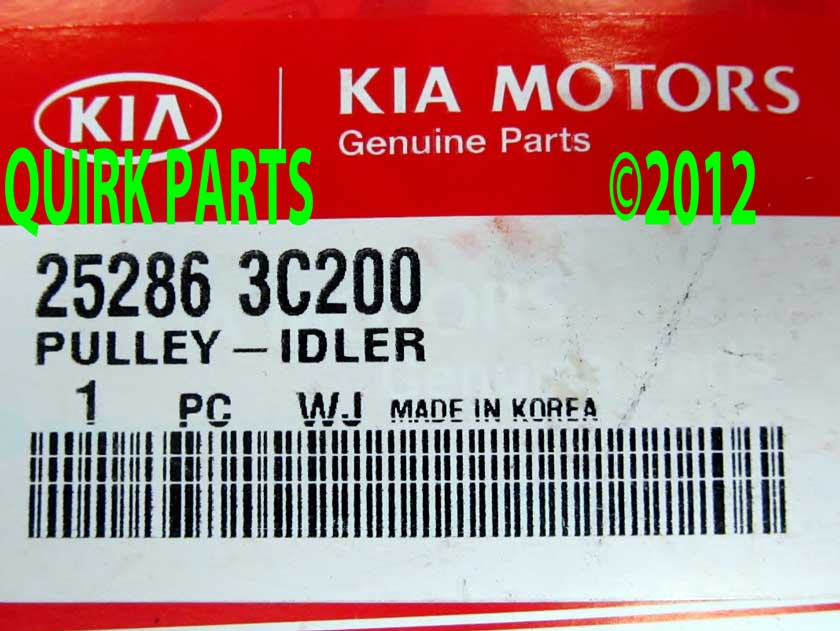 KIA
KIA MOTORS
Genuine Parts
QUIRK PARTS
©2012
25286 3C200
PULLEY - IDLER
1 PC WJ MADE IN KOREA